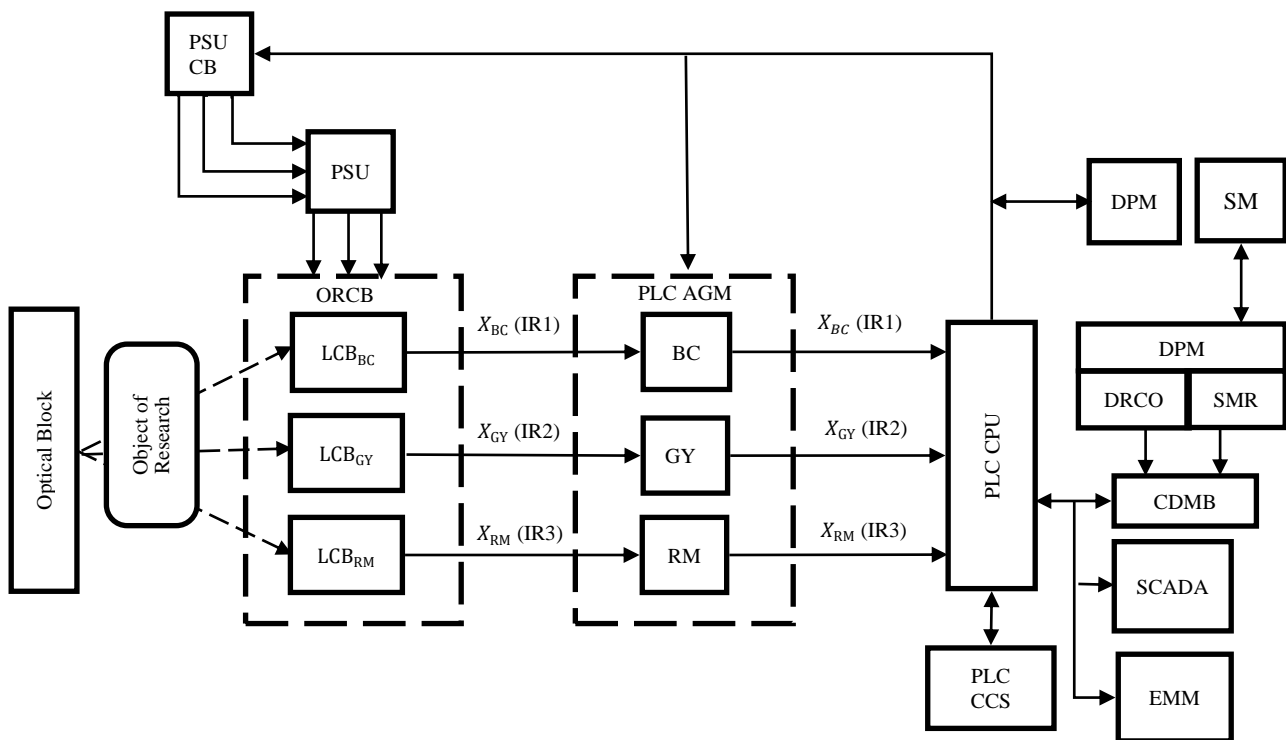 PSU
CB
PSU
DPM
SM
ORCB
PLC AGM
Optical Block
Object of
Research
LCB_BC
X_BC (IR1)
BC
X_BC (IR1)
LCB_GY
X_GY (IR2)
GY
X_GY (IR2)
LCB_RM
X_RM (IR3)
RM
X_RM (IR3)
PLC CPU
DPM
DRCO
SMR
CDMB
SCADA
PLC
CCS
EMM